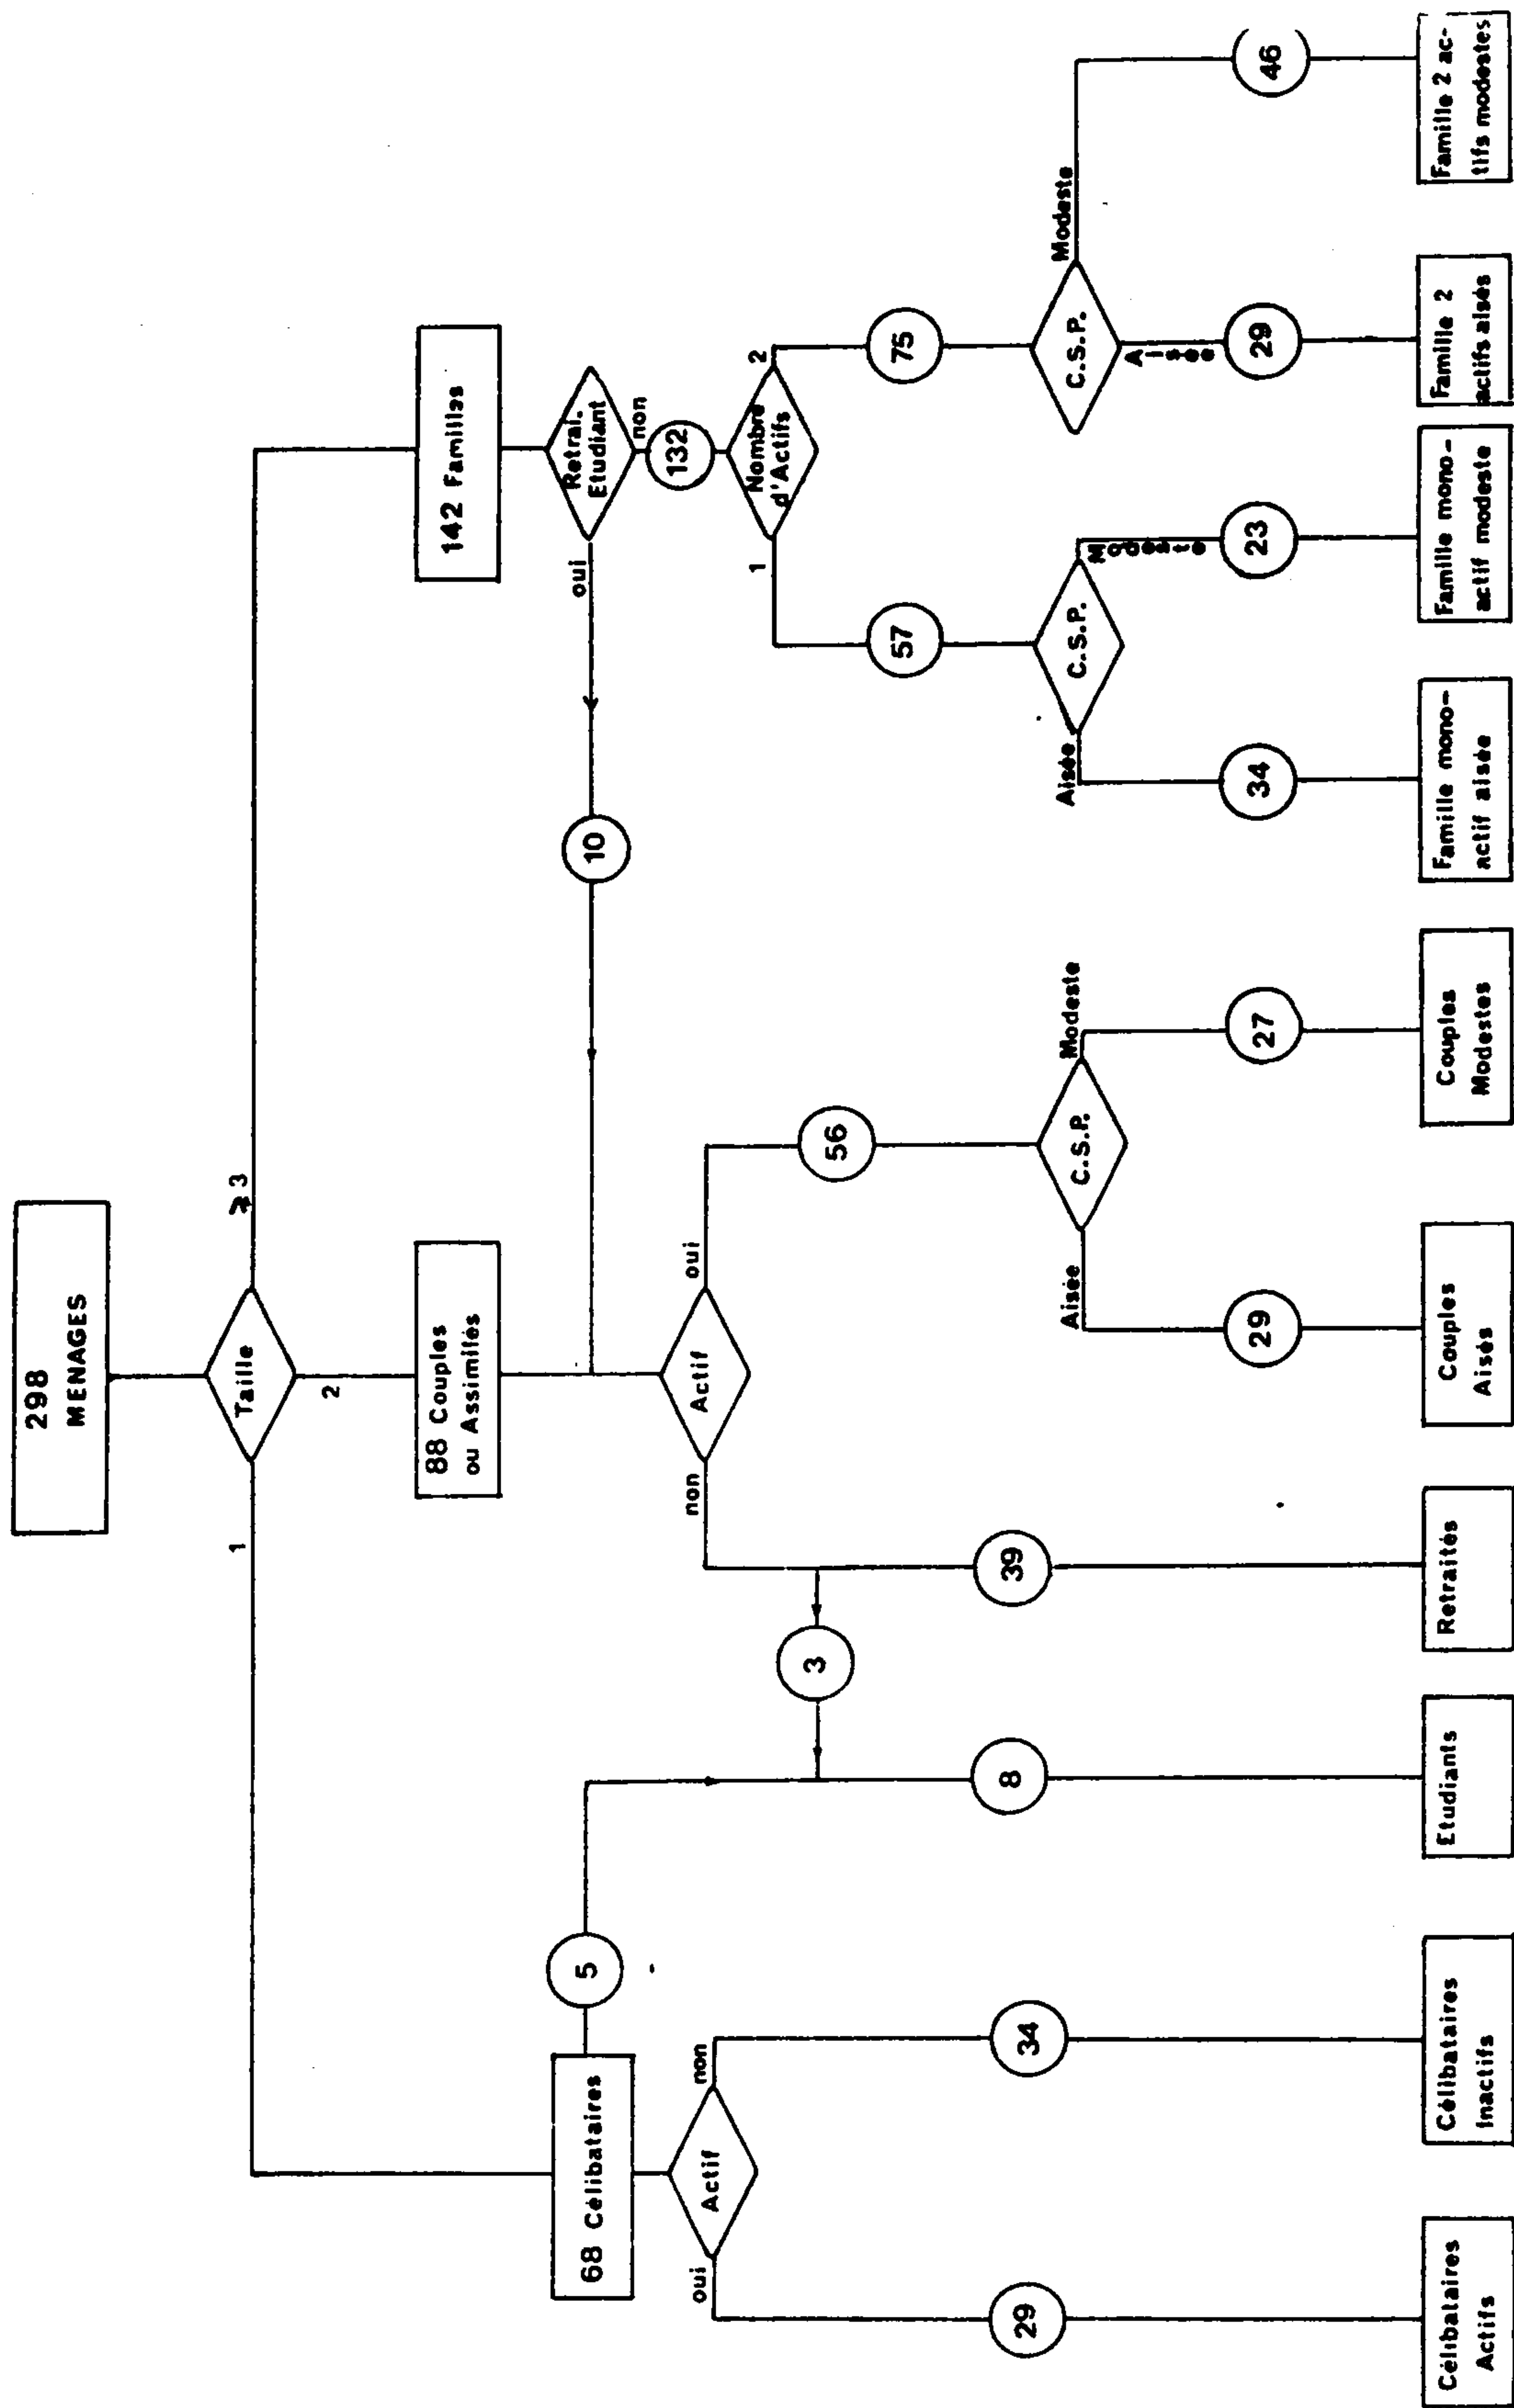 298
MENAGES
Taille
1
2
⩾3
88 Couples
ou Assimilés
142 Familles
Retrai.
Etudiant
oui
non
10
132
68 Célibataires
5
Actif
oui
non
Actif
non
oui
Nombre
d'Actifs
1
2
3
56
57
75
29
34
8
39
C.S.P.
Aisée
Modeste
C.S.P.
Aisée
Modeste
C.S.P.
Aisée
Modeste
29
27
34
23
29
46
Célibataires
Actifs
Célibataires
Inactifs
Etudiants
Retraités
Couples
Aisés
Couples
Modestes
Famille mono-
actif aisée
Famille mono-
actif modeste
Famille 2
actifs aisés
Famille 2 ac-
tifs modestes